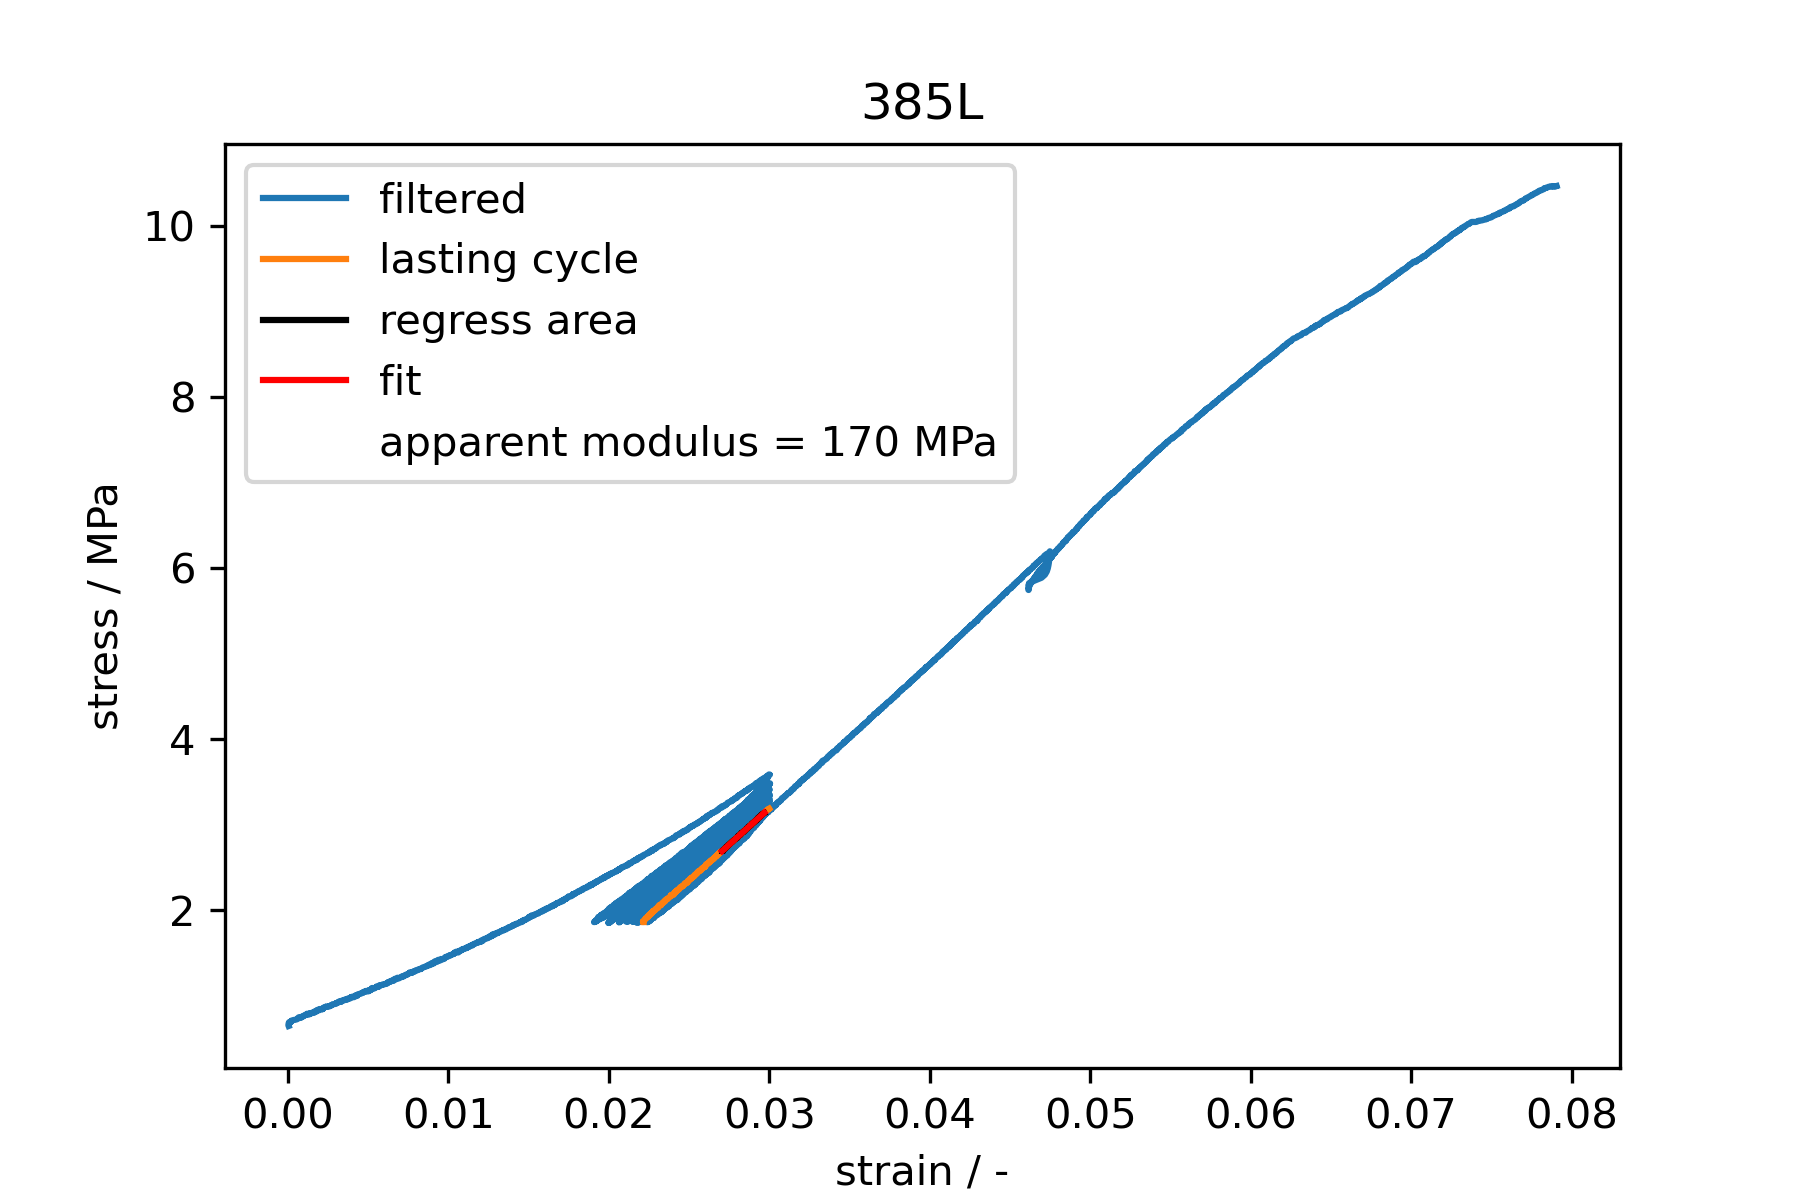 385L
filtered
lasting cycle
regress area
fit
apparent modulus = 170 MPa
10
8
6
4
2
stress / MPa
0.00 0.01 0.02 0.03 0.04 0.05 0.06 0.07 0.08
strain / -